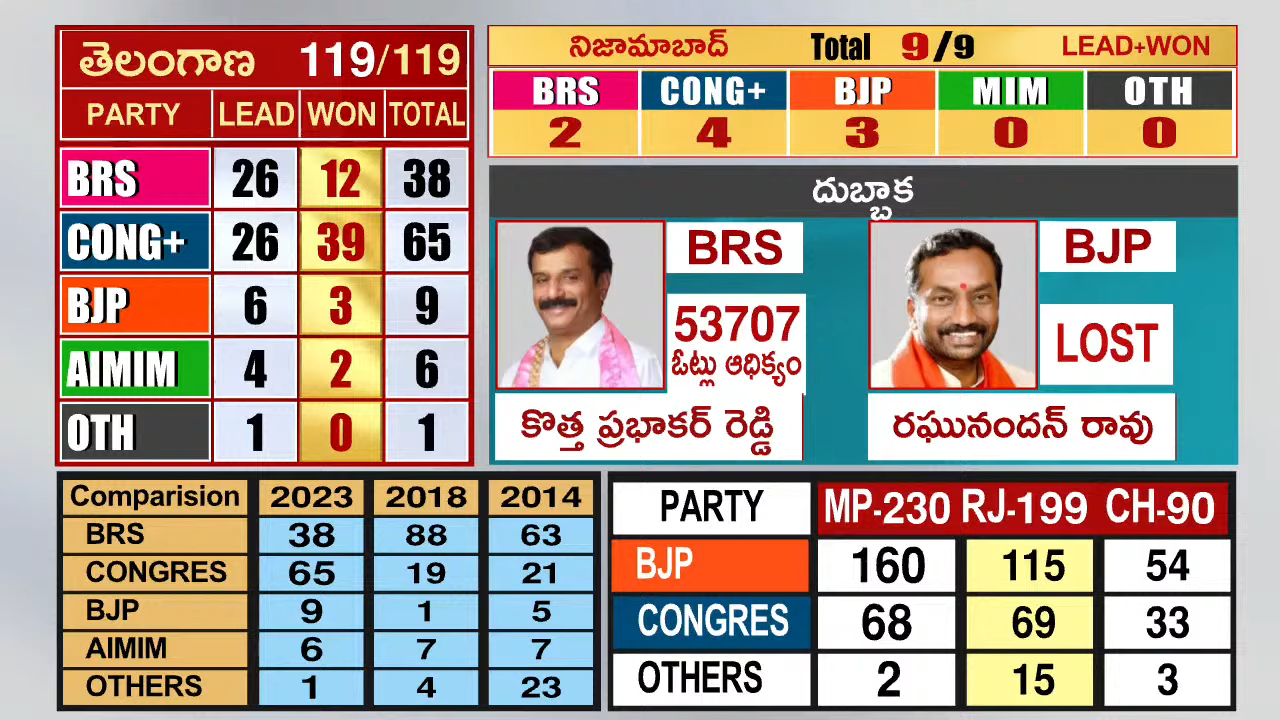 తెలంగాణ 119/119
PARTY LEAD WON TOTAL
BRS 26 12 38
CONG+ 26 39 65
BJP 6 3 9
AIMIM 4 2 6
OTH 1 0 1
నిజామాబాద్ Total 9/9 LEAD+WON
BRS CONG+ BJP MIM OTH
2 4 3 0 0
దుబ్బాక
BRS
53707
ఓట్లు ఆధిక్యం
కొత్త ప్రభాకర్ రెడ్డి
BJP
LOST
రఘునందన్ రావు
Comparision 2023 2018 2014
BRS 38 88 63
CONGRES 65 19 21
BJP 9 1 5
AIMIM 6 7 7
OTHERS 1 4 23
PARTY MP-230 RJ-199 CH-90
BJP 160 115 54
CONGRES 68 69 33
OTHERS 2 15 3